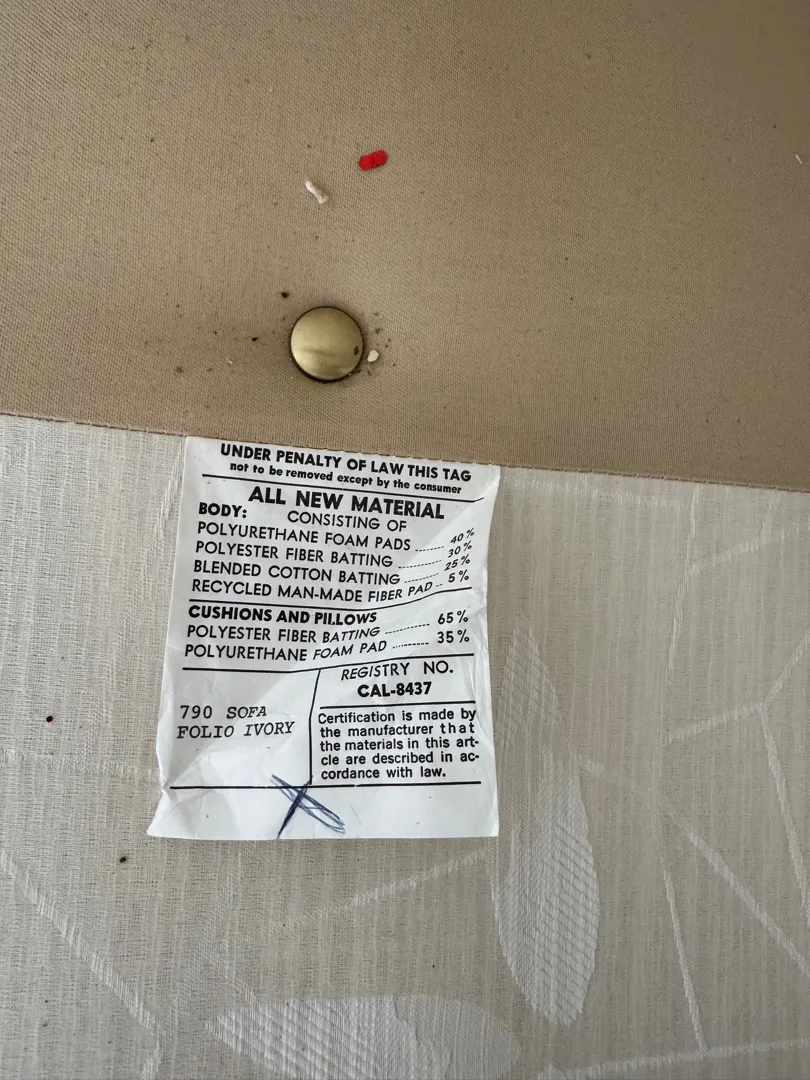 UNDER PENALTY OF LAW THIS TAG
not to be removed except by the consumer
ALL NEW MATERIAL
CONSISTING OF
BODY:
POLYURETHANE FOAM PADS ........ 40%
POLYESTER FIBER BATTING ........ 30%
BLENDED COTTON BATTING ........ 25%
RECYCLED MAN-MADE FIBER PAD .. 5%
CUSHIONS AND PILLOWS
POLYESTER FIBER BATTING ........ 65%
POLYURETHANE FOAM PAD ........ 35%
REGISTRY NO.
CAL-8437
790 SOFA
FOLIO IVORY
Certification is made by
the manufacturer that
the materials in this art-
cle are described in ac-
cordance with law.